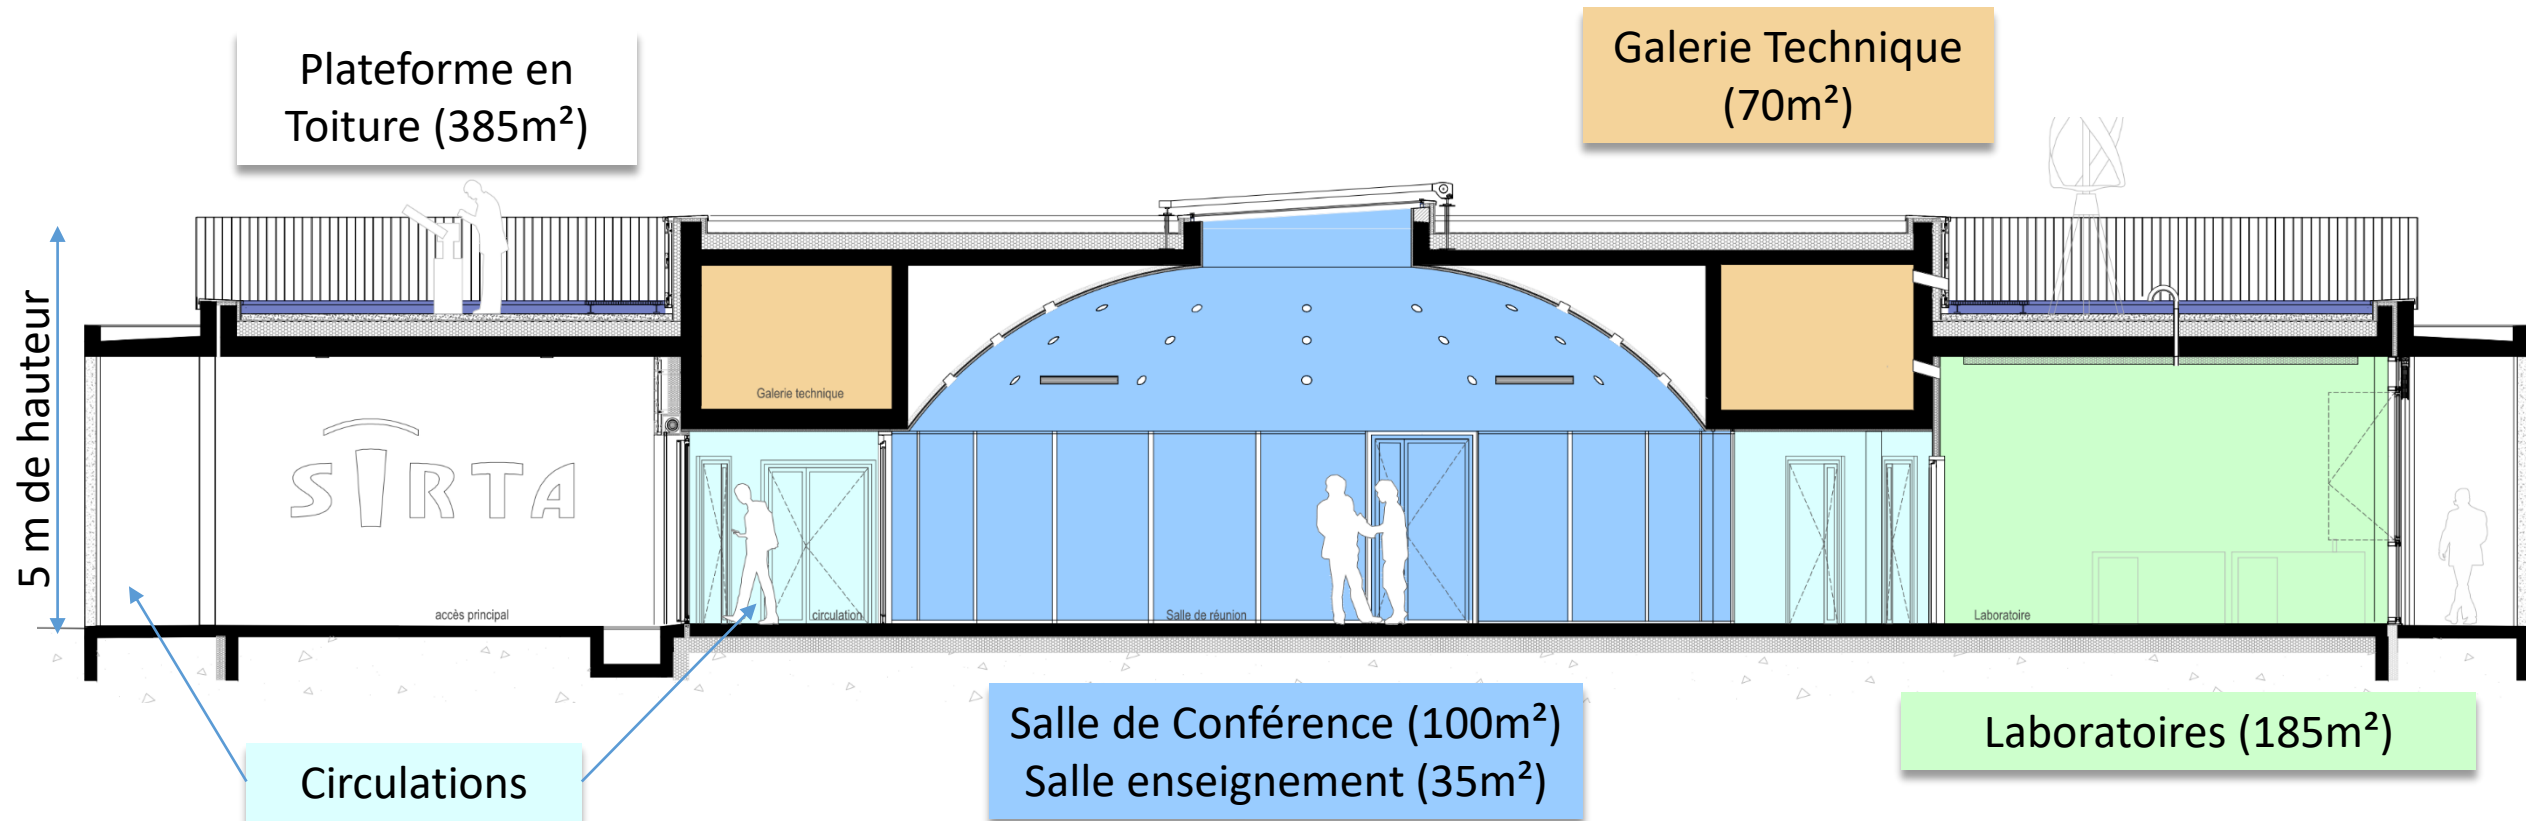 Plateforme en
Toiture (385m²)
Galerie Technique
(70m²)
5 m de hauteur
Galerie technique
SIRTA
accès principal
circulation
Salle de réunion
Laboratoire
Circulations
Salle de Conférence (100m²)
Salle enseignement (35m²)
Laboratoires (185m²)